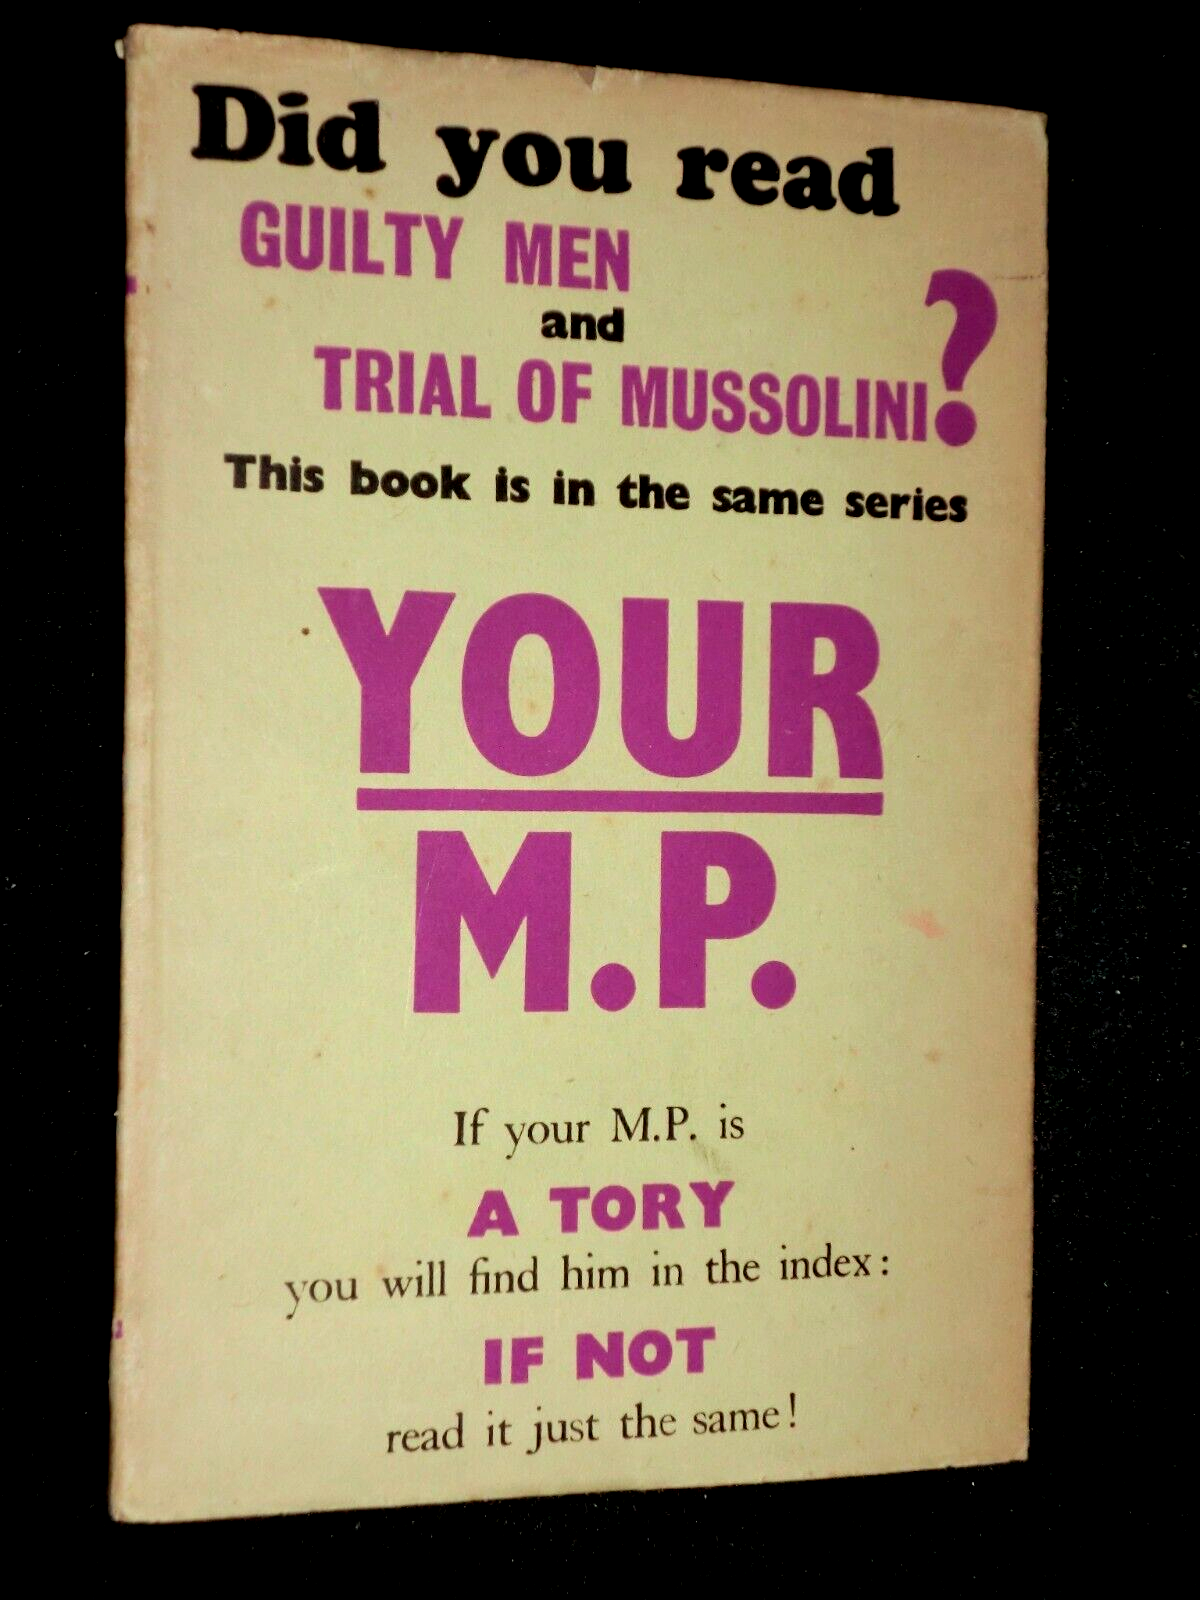 Did you read
GUILTY MEN
and
TRIAL OF MUSSOLINI?
This book is in the same series
YOUR
M.P.
If your M.P. is
A TORY
you will find him in the index:
IF NOT
read it just the same!